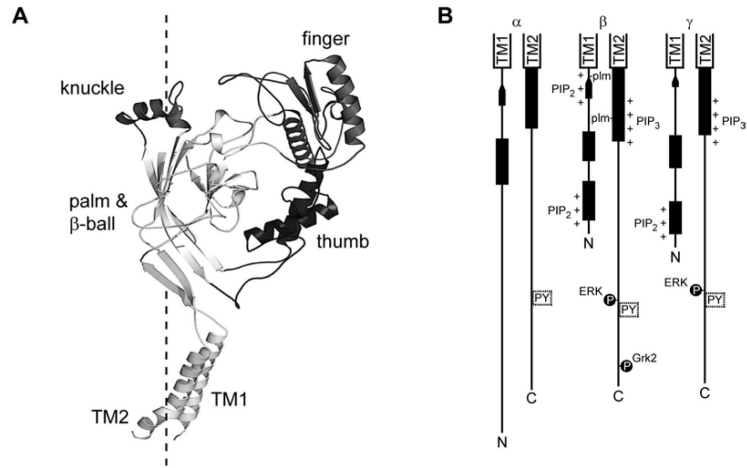 A
finger
knuckle
palm &
β-ball
thumb
TM1
TM2
B
α
β
γ
TM1
TM2
TM1
TM2
TM1
TM2
plm
PIP2
plm
PIP3
PIP3
+
+
+
+
+
+
+
+
+
+
+
PIP2
+
+
+
PIP2
+
+
+
N
N
ERK
P
PY
PY
ERK
P
PY
P
Grk2
C
C
C
N